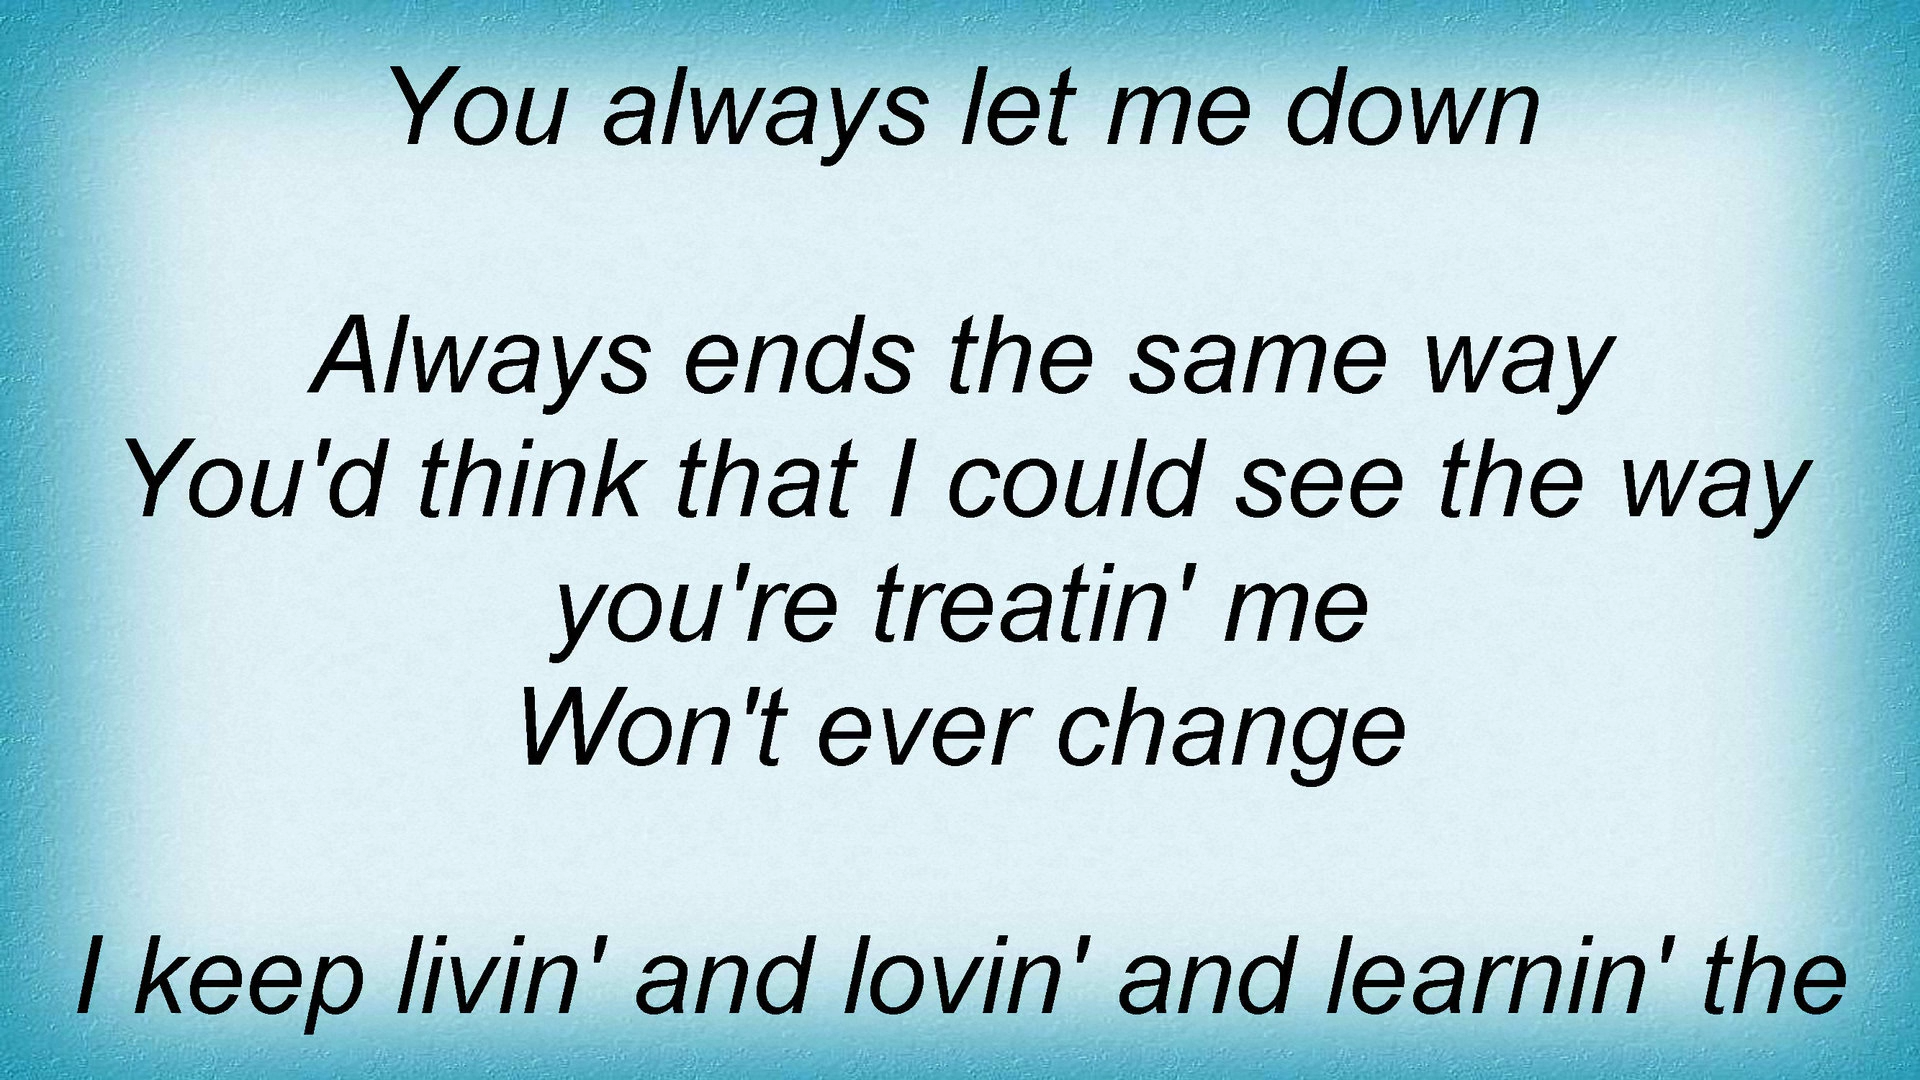 You always let me down
Always ends the same way
You'd think that I could see the way
you're treatin' me
Won't ever change
I keep livin' and lovin' and learnin' the